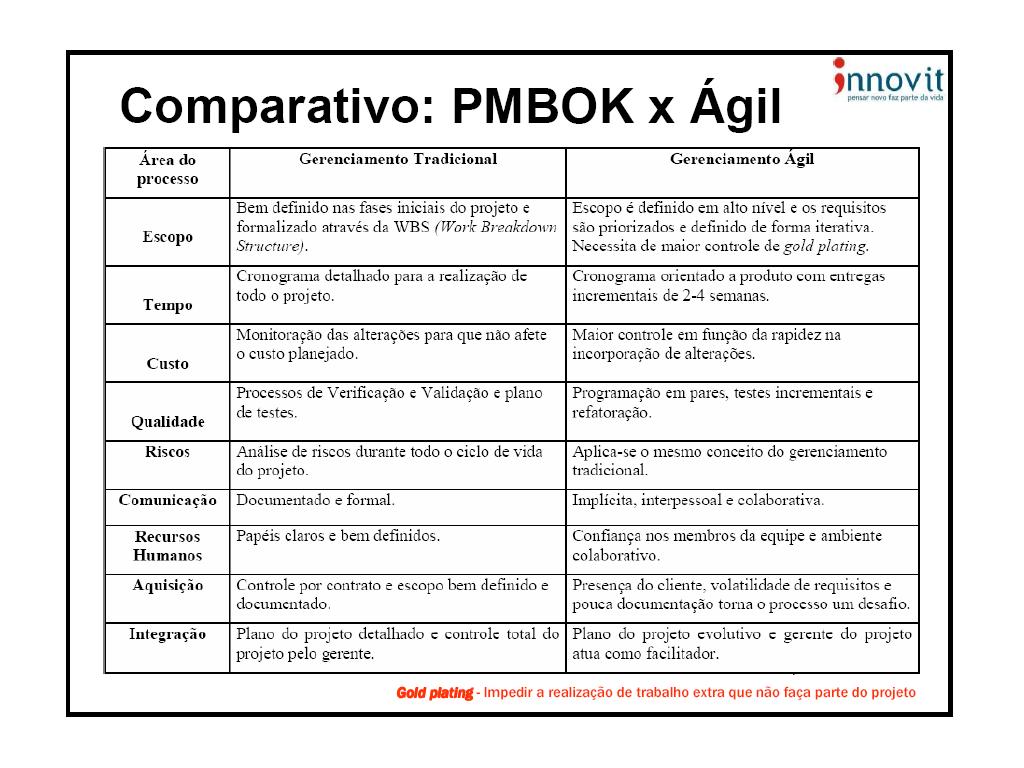 innovit
pensar novo faz parte da vida
Comparativo: PMBOK x Ágil
Área do
processo
Gerenciamento Tradicional
Gerenciamento Ágil
Escopo
Bem definido nas fases iniciais do projeto e
formalizado através da WBS (Work Breakdown
Structure).
Escopo é definido em alto nível e os requisitos
são priorizados e definido de forma iterativa.
Necessita de maior controle de gold plating.
Tempo
Cronograma detalhado para a realização de
todo o projeto.
Cronograma orientado a produto com entregas
incrementais de 2-4 semanas.
Custo
Monitoração das alterações para que não afete
o custo planejado.
Maior controle em função da rapidez na
incorporação de alterações.
Qualidade
Processos de Verificação e Validação e plano
de testes.
Programação em pares, testes incrementais e
refatoração.
Riscos
Análise de riscos durante todo o ciclo de vida
do projeto.
Aplica-se o mesmo conceito do gerenciamento
tradicional.
Comunicação
Documentado e formal.
Implícita, interpessoal e colaborativa.
Recursos
Humanos
Papéis claros e bem definidos.
Confiança nos membros da equipe e ambiente
colaborativo.
Aquisição
Controle por contrato e escopo bem definido e
documentado.
Presença do cliente, volatilidade de requisitos e
pouca documentação torna o processo um desafio.
Integração
Plano do projeto detalhado e controle total do
projeto pelo gerente.
Plano do projeto evolutivo e gerente do projeto
atua como facilitador.
Gold plating - Impedir a realização de trabalho extra que não faça parte do projeto